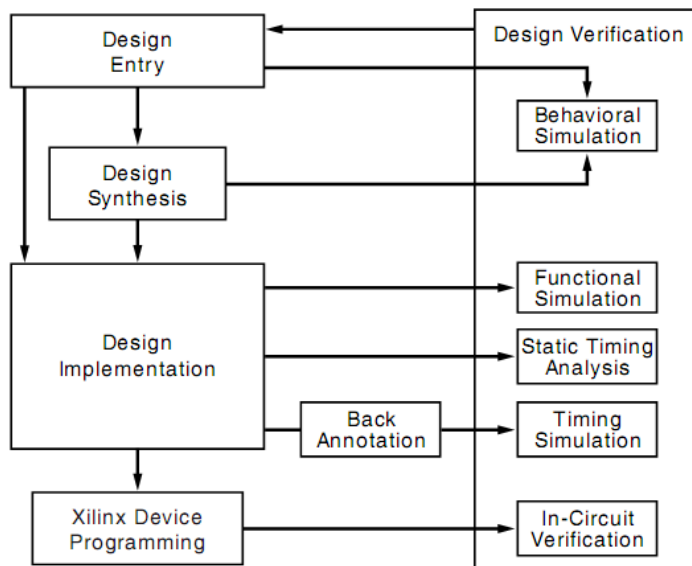 Design
Entry
Design Verification
Behavioral
Simulation
Design
Synthesis
Functional
Simulation
Design
Implementation
Static Timing
Analysis
Back
Annotation
Timing
Simulation
Xilinx Device
Programming
In-Circuit
Verification